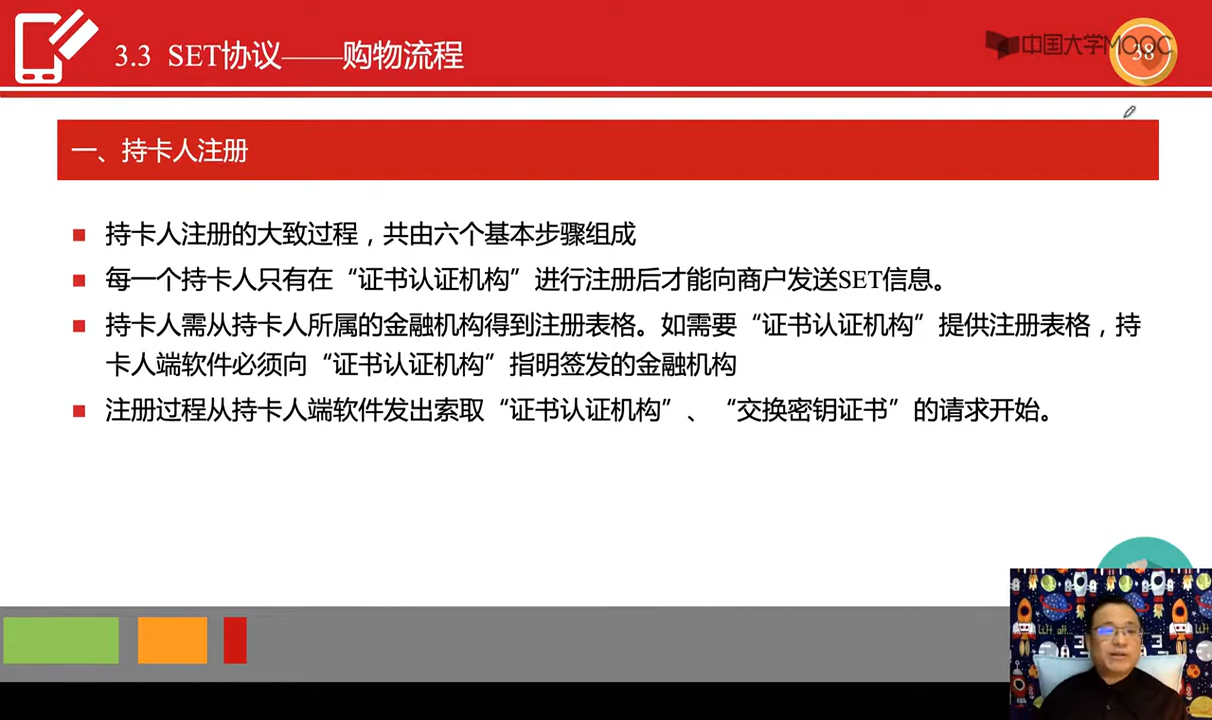 3.3 SET协议——购物流程
中国大学MOOC
38
一、持卡人注册
持卡人注册的大致过程，共由六个基本步骤组成
每一个持卡人只有在“证书认证机构”进行注册后才能向商户发送SET信息。
持卡人需从持卡人所属的金融机构得到注册表格。如需要“证书认证机构”提供注册表格，持
卡人端软件必须向“证书认证机构”指明签发的金融机构
注册过程从持卡人端软件发出索取“证书认证机构”、“交换密钥证书”的请求开始。